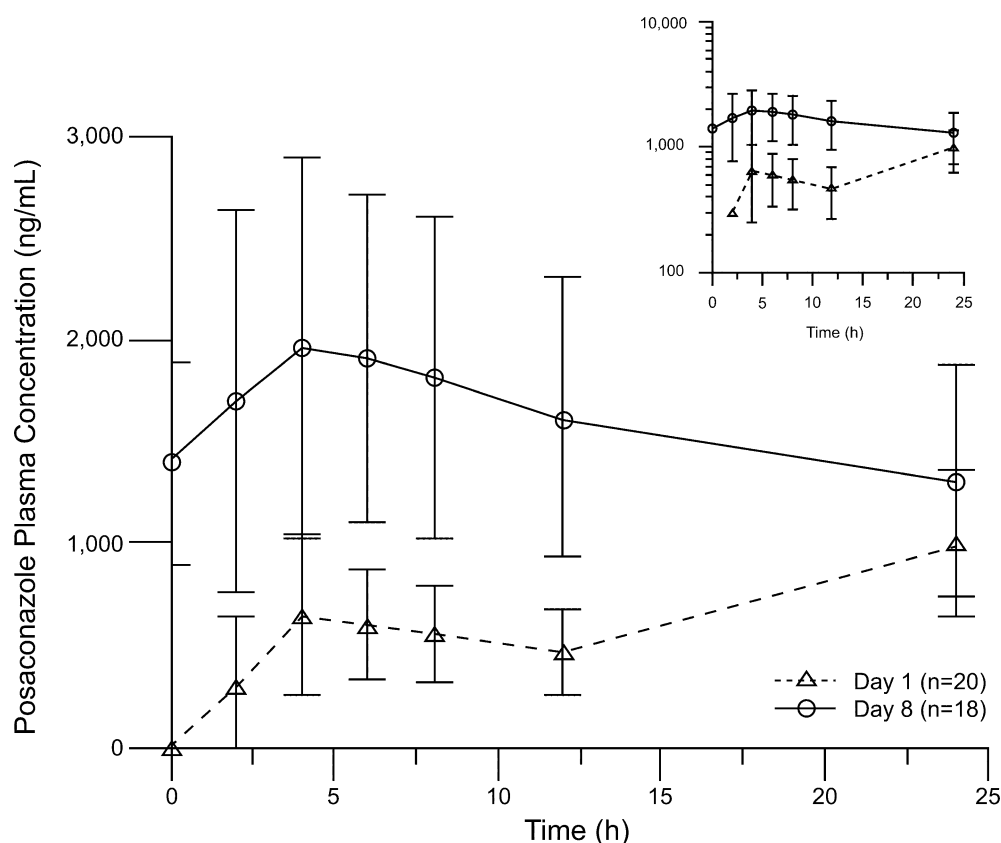 10,000
1,000
100
0 5 10 15 20 25
Time (h)
Posaconazole Plasma Concentration (ng/mL)
3,000
2,000
1,000
0
Day 1 (n=20)
Day 8 (n=18)
0 5 10 15 20 25
Time (h)